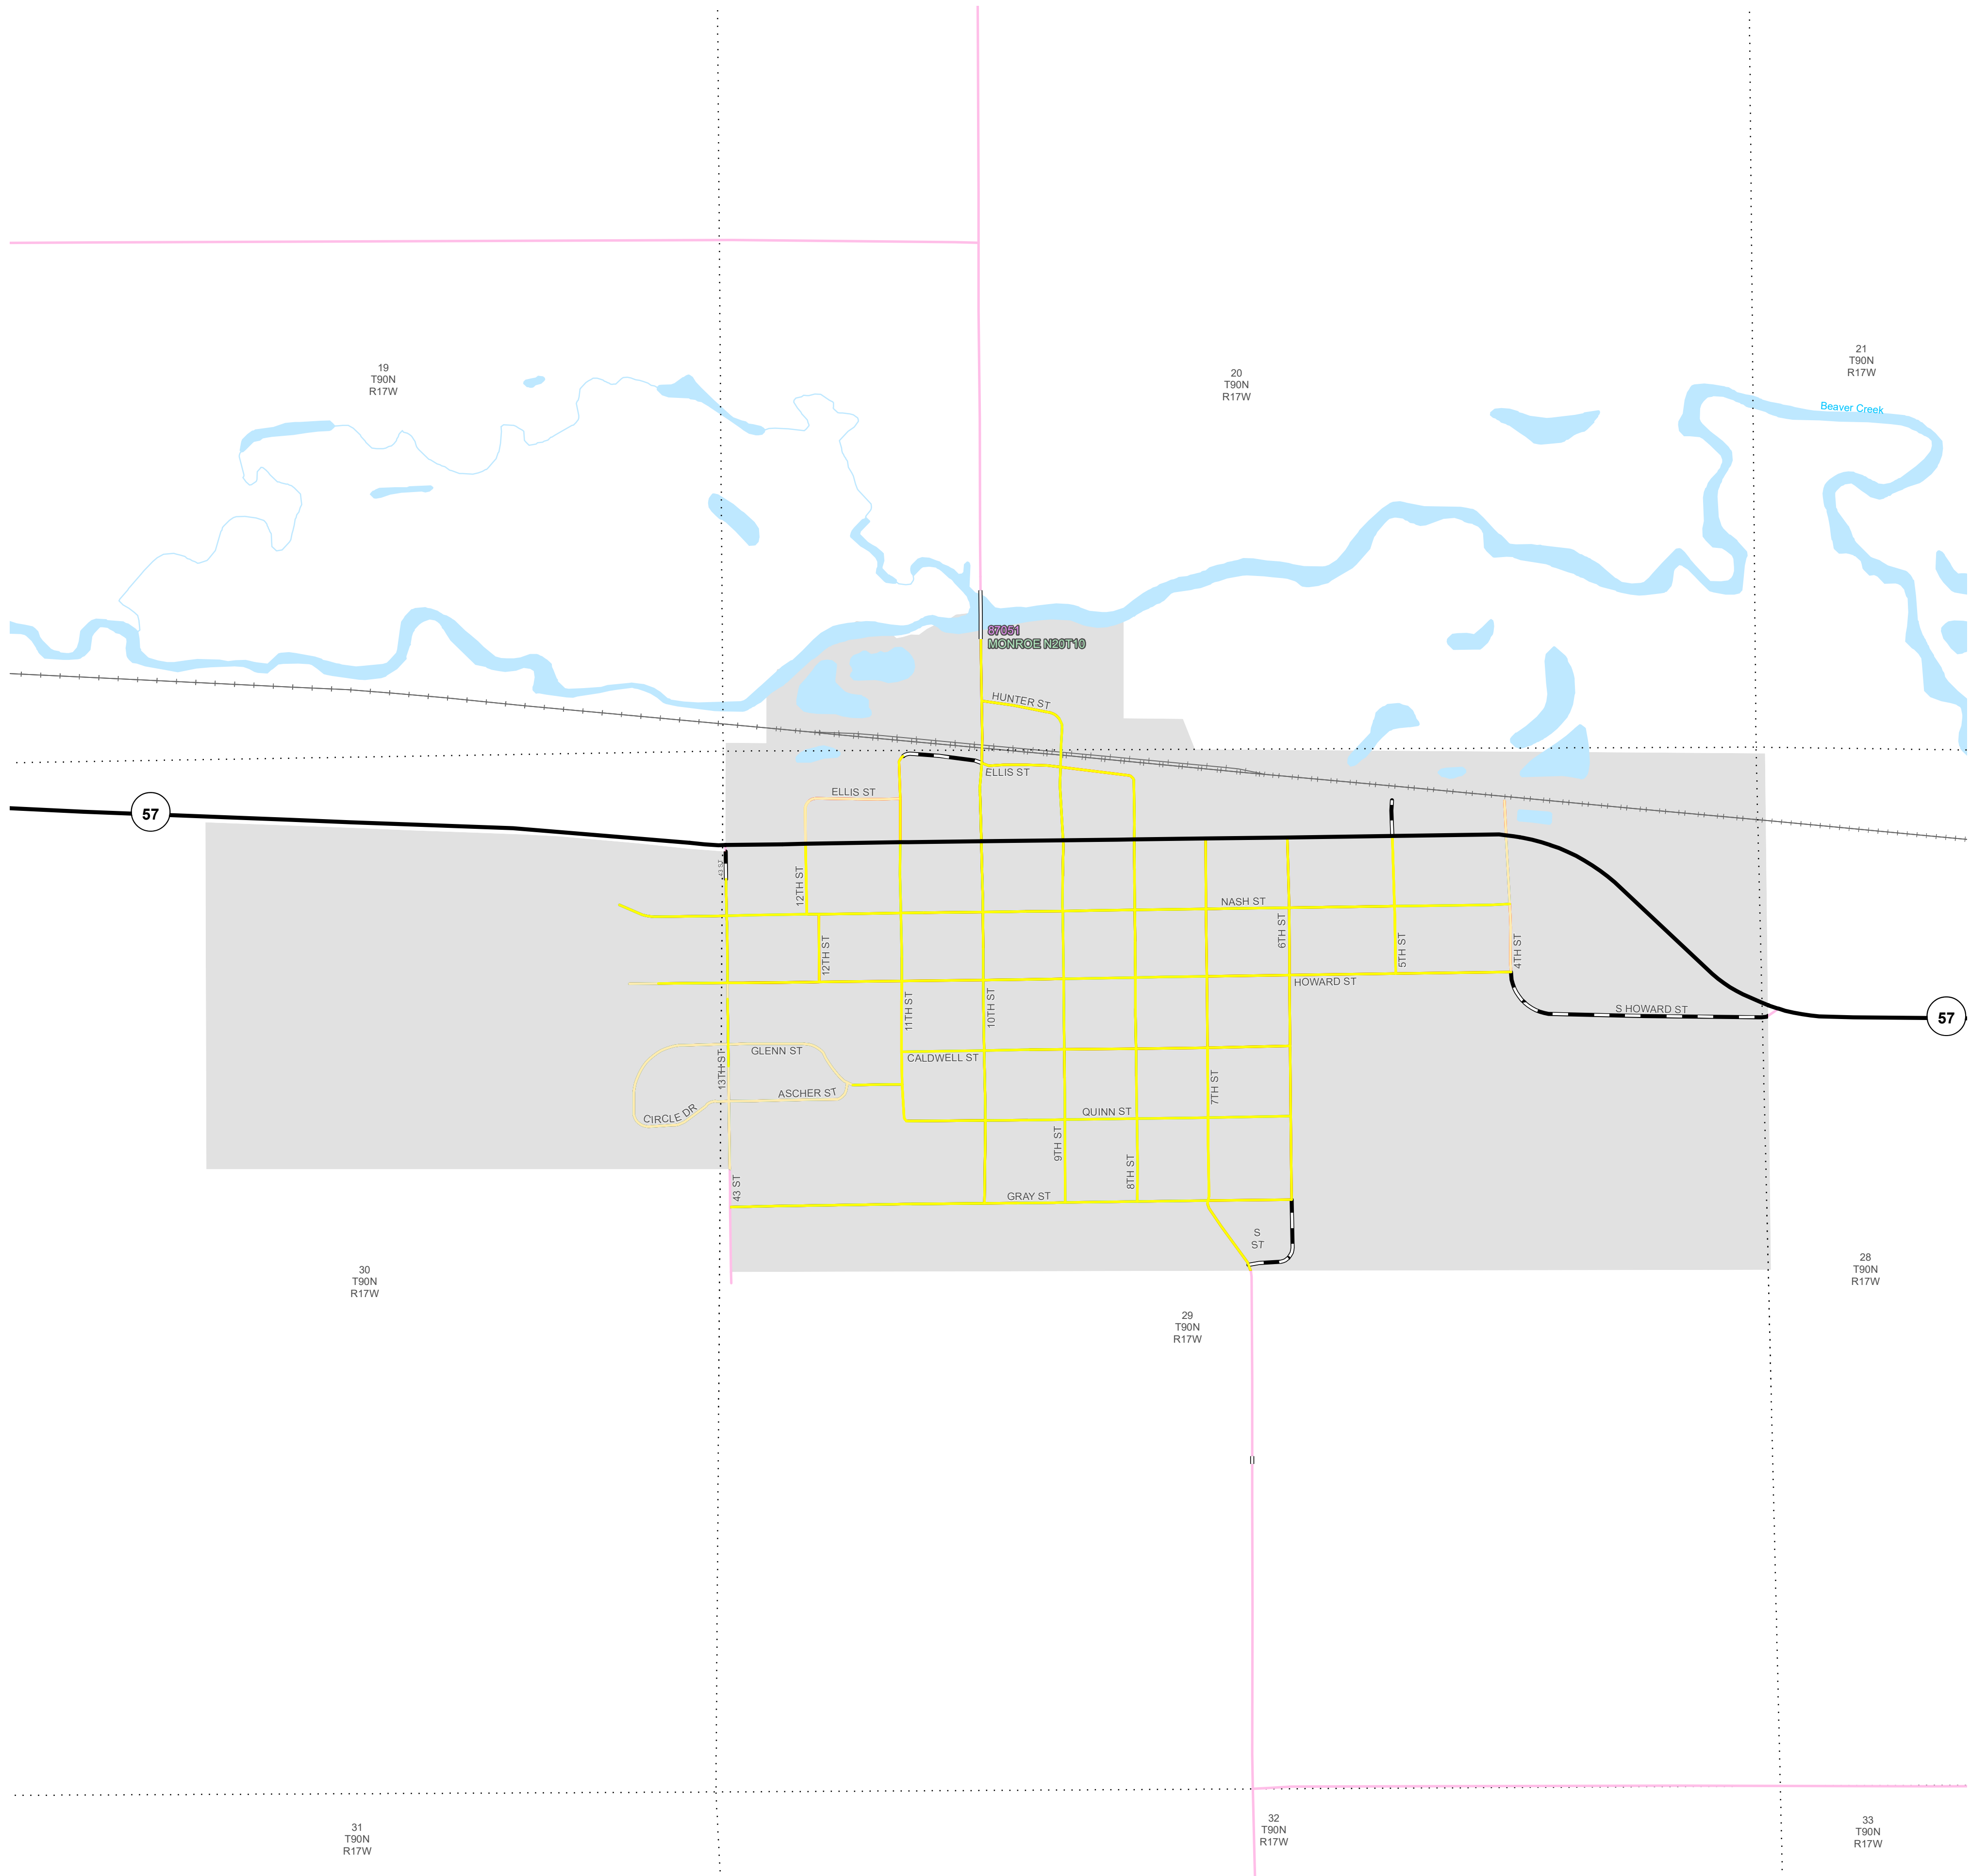 21
T90N
R17W
19
T90N
R17W
20
T90N
R17W
Beaver Creek
87051
MONROE N20T10
HUNTER ST
ELLIS ST
ELLIS ST
57
43 ST
12TH ST
NASH ST
6TH ST
12TH ST
5TH ST
4TH ST
HOWARD ST
11TH ST
10TH ST
S HOWARD ST
57
GLENN ST
CALDWELL ST
13TH ST
7TH ST
ASCHER ST
CIRCLE DR
QUINN ST
9TH ST
8TH ST
43 ST
GRAY ST
S
ST
30
T90N
R17W
28
T90N
R17W
29
T90N
R17W
31
T90N
R17W
32
T90N
R17W
33
T90N
R17W